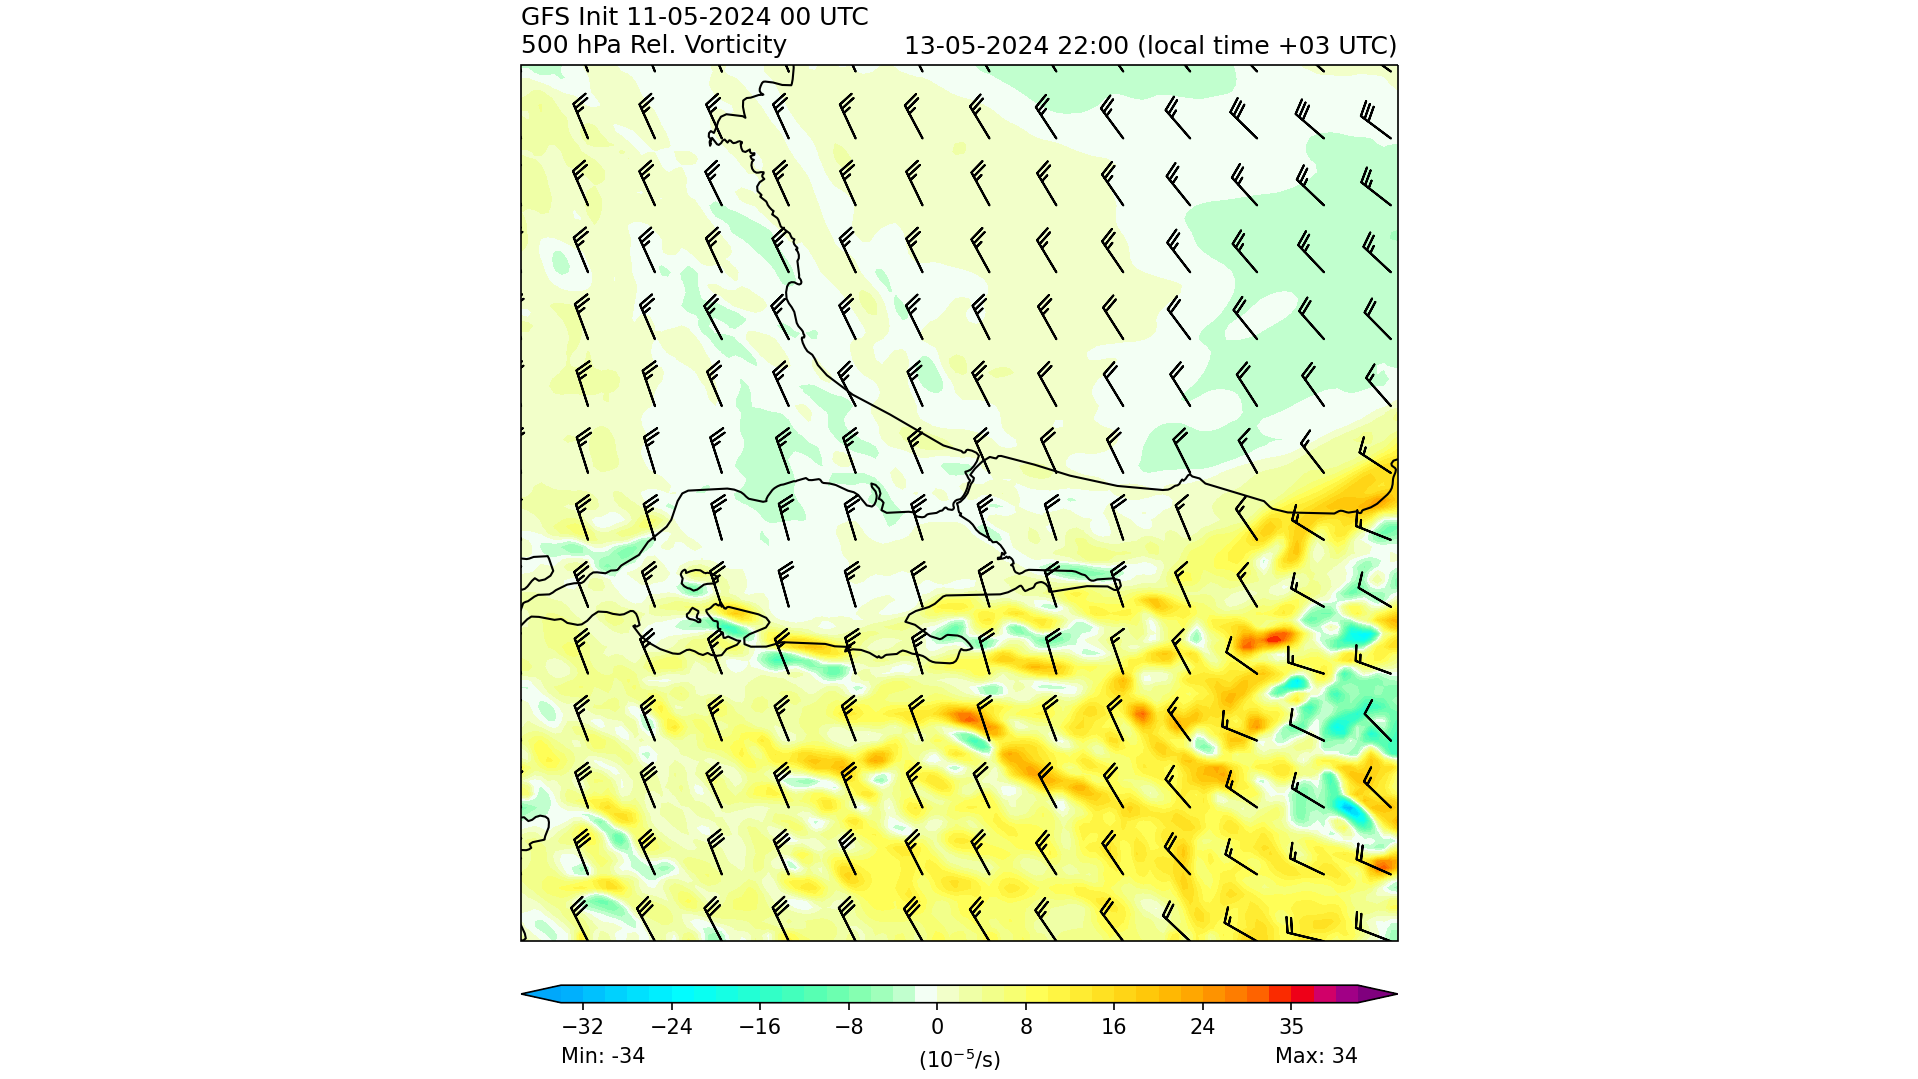 GFS Init 11-05-2024 00 UTC
500 hPa Rel. Vorticity
13-05-2024 22:00 (local time +03 UTC)
−32 −24 −16 −8 0 8 16 24 35
Min: -34 (10⁻⁵/s) Max: 34